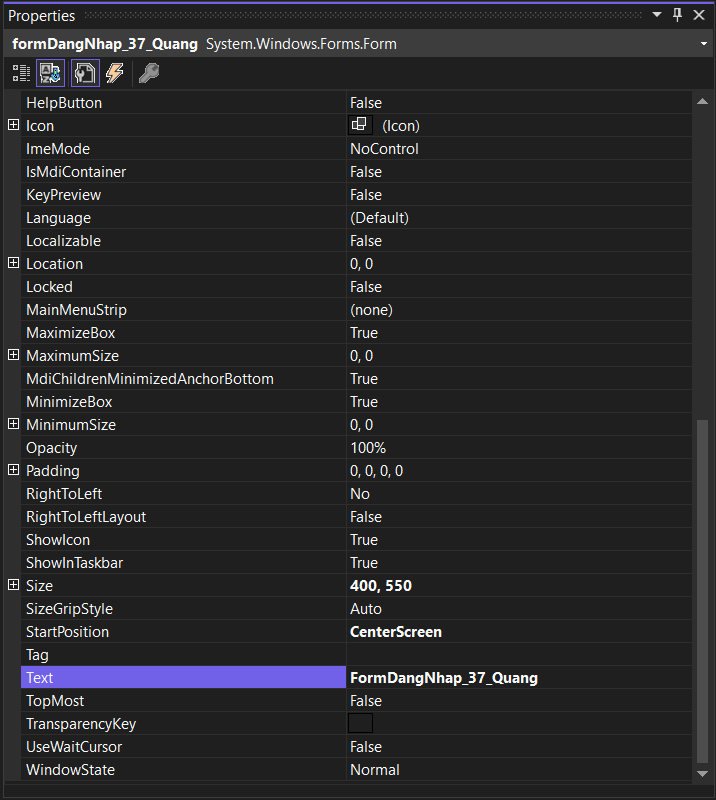 Properties
formDangNhap_37_Quang System.Windows.Forms.Form
HelpButton False
Icon (Icon)
ImeMode NoControl
IsMdiContainer False
KeyPreview False
Language (Default)
Localizable False
Location 0, 0
Locked False
MainMenuStrip (none)
MaximizeBox True
MaximumSize 0, 0
MdiChildrenMinimizedAnchorBottom True
MinimizeBox True
MinimumSize 0, 0
Opacity 100%
Padding 0, 0, 0, 0
RightToLeft No
RightToLeftLayout False
ShowIcon True
ShowInTaskbar True
Size 400, 550
SizeGripStyle Auto
StartPosition CenterScreen
Tag
Text FormDangNhap_37_Quang
TopMost False
TransparencyKey
UseWaitCursor False
WindowState Normal